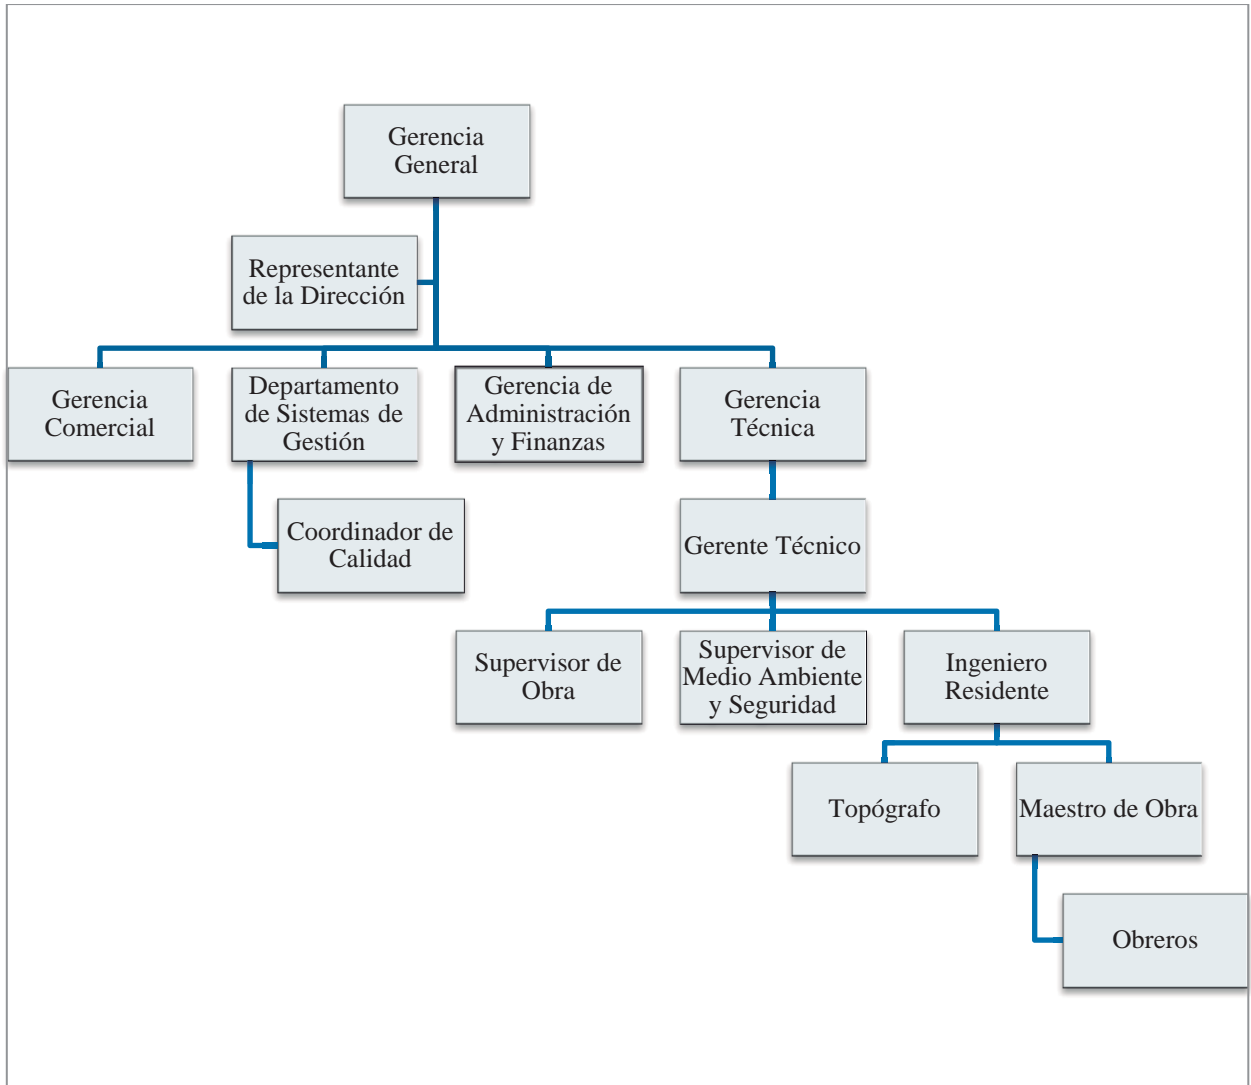 Gerencia
General
Representante
de la Dirección
Gerencia
Comercial
Departamento
de Sistemas de
Gestión
Gerencia de
Administración
y Finanzas
Gerencia
Técnica
Coordinador de
Calidad
Gerente Técnico
Supervisor de
Obra
Supervisor de
Medio Ambiente
y Seguridad
Ingeniero
Residente
Topógrafo
Maestro de Obra
Obreros